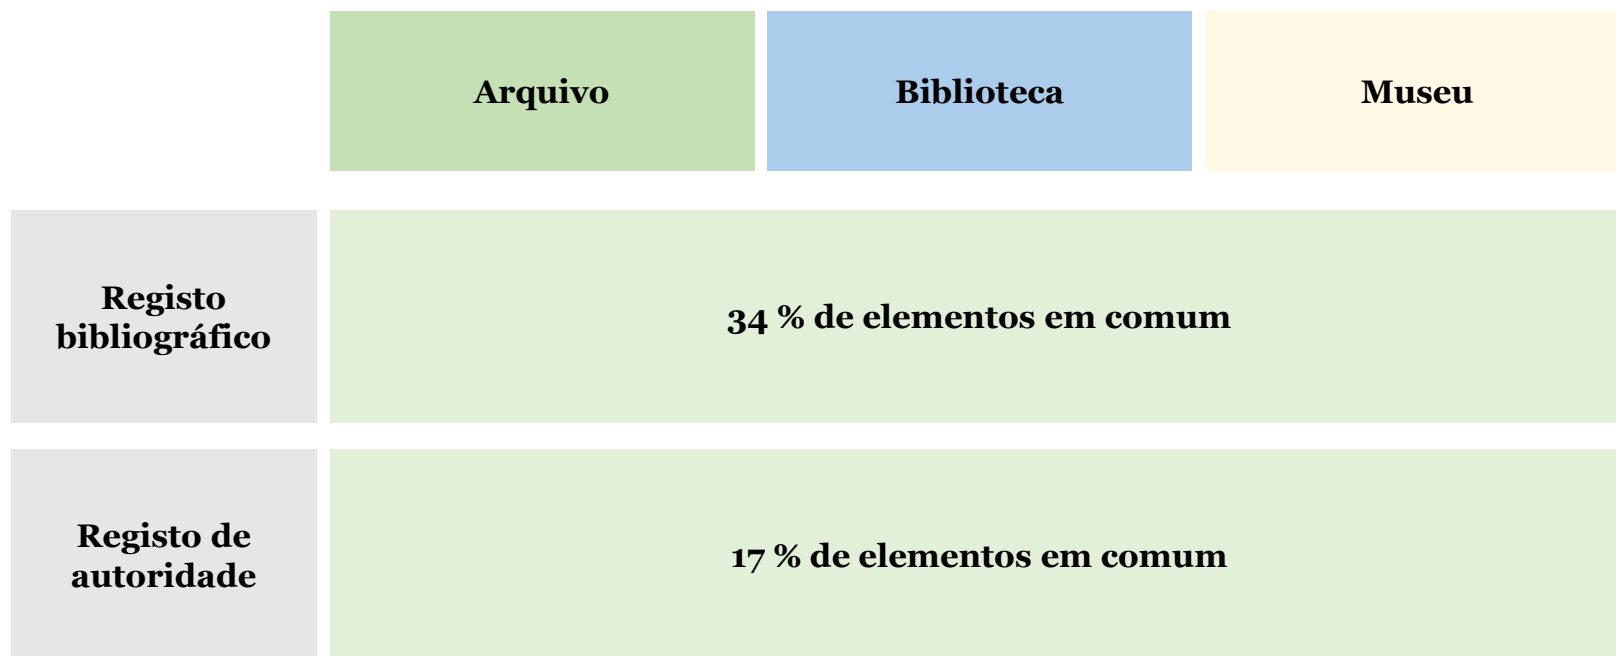 Arquivo
Biblioteca
Museu
Registo
bibliográfico
34 % de elementos em comum
Registo de
autoridade
17 % de elementos em comum